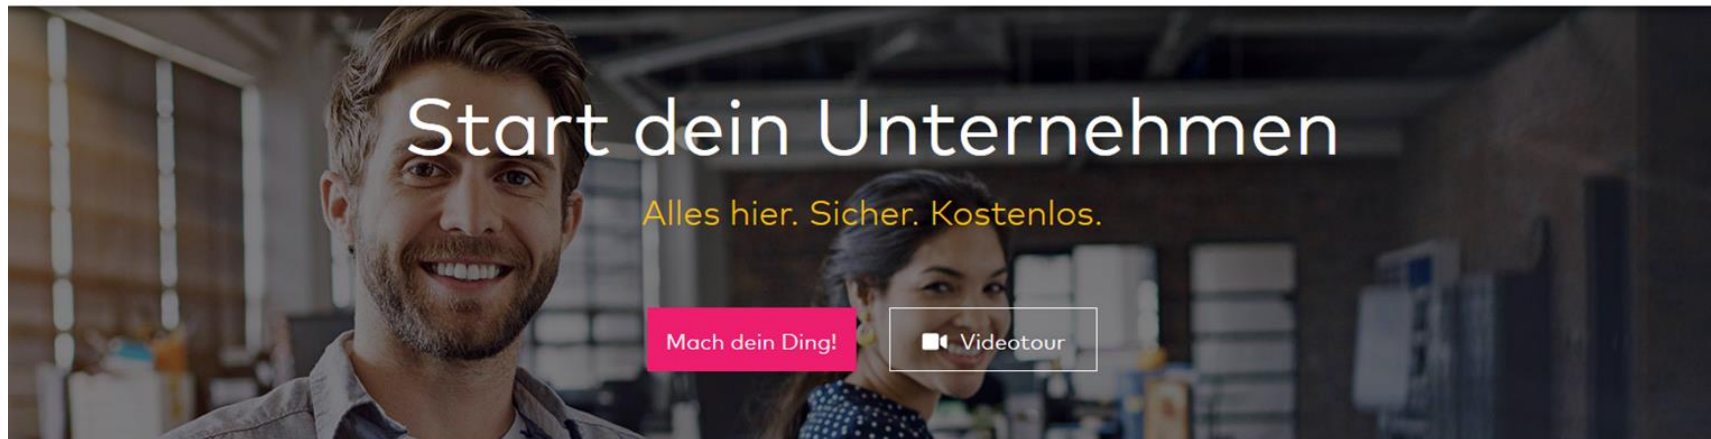 Start dein Unternehmen
Alles hier. Sicher. Kostenlos.
Mach dein Ding!
Videotour